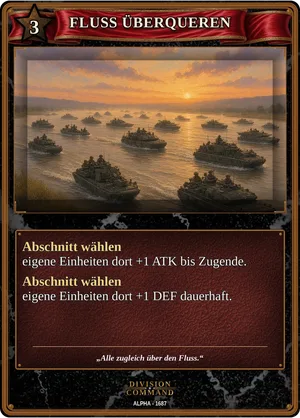 3
FLUSS ÜBERQUEREN
Abschnitt wählen
eigene Einheiten dort +1 ATK bis Zugende.
Abschnitt wählen
eigene Einheiten dort +1 DEF dauerhaft.
„Alle zugleich über den Fluss.“
DIVISION
COMMAND
ALPHA - 1687